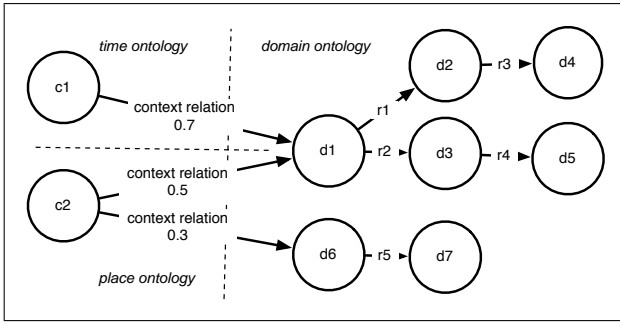 time ontology
domain ontology
c1
d2
r3
d4
context relation
0.7
r1
d1
r2
d3
r4
d5
context relation
0.5
c2
context relation
0.3
d6
r5
d7
place ontology